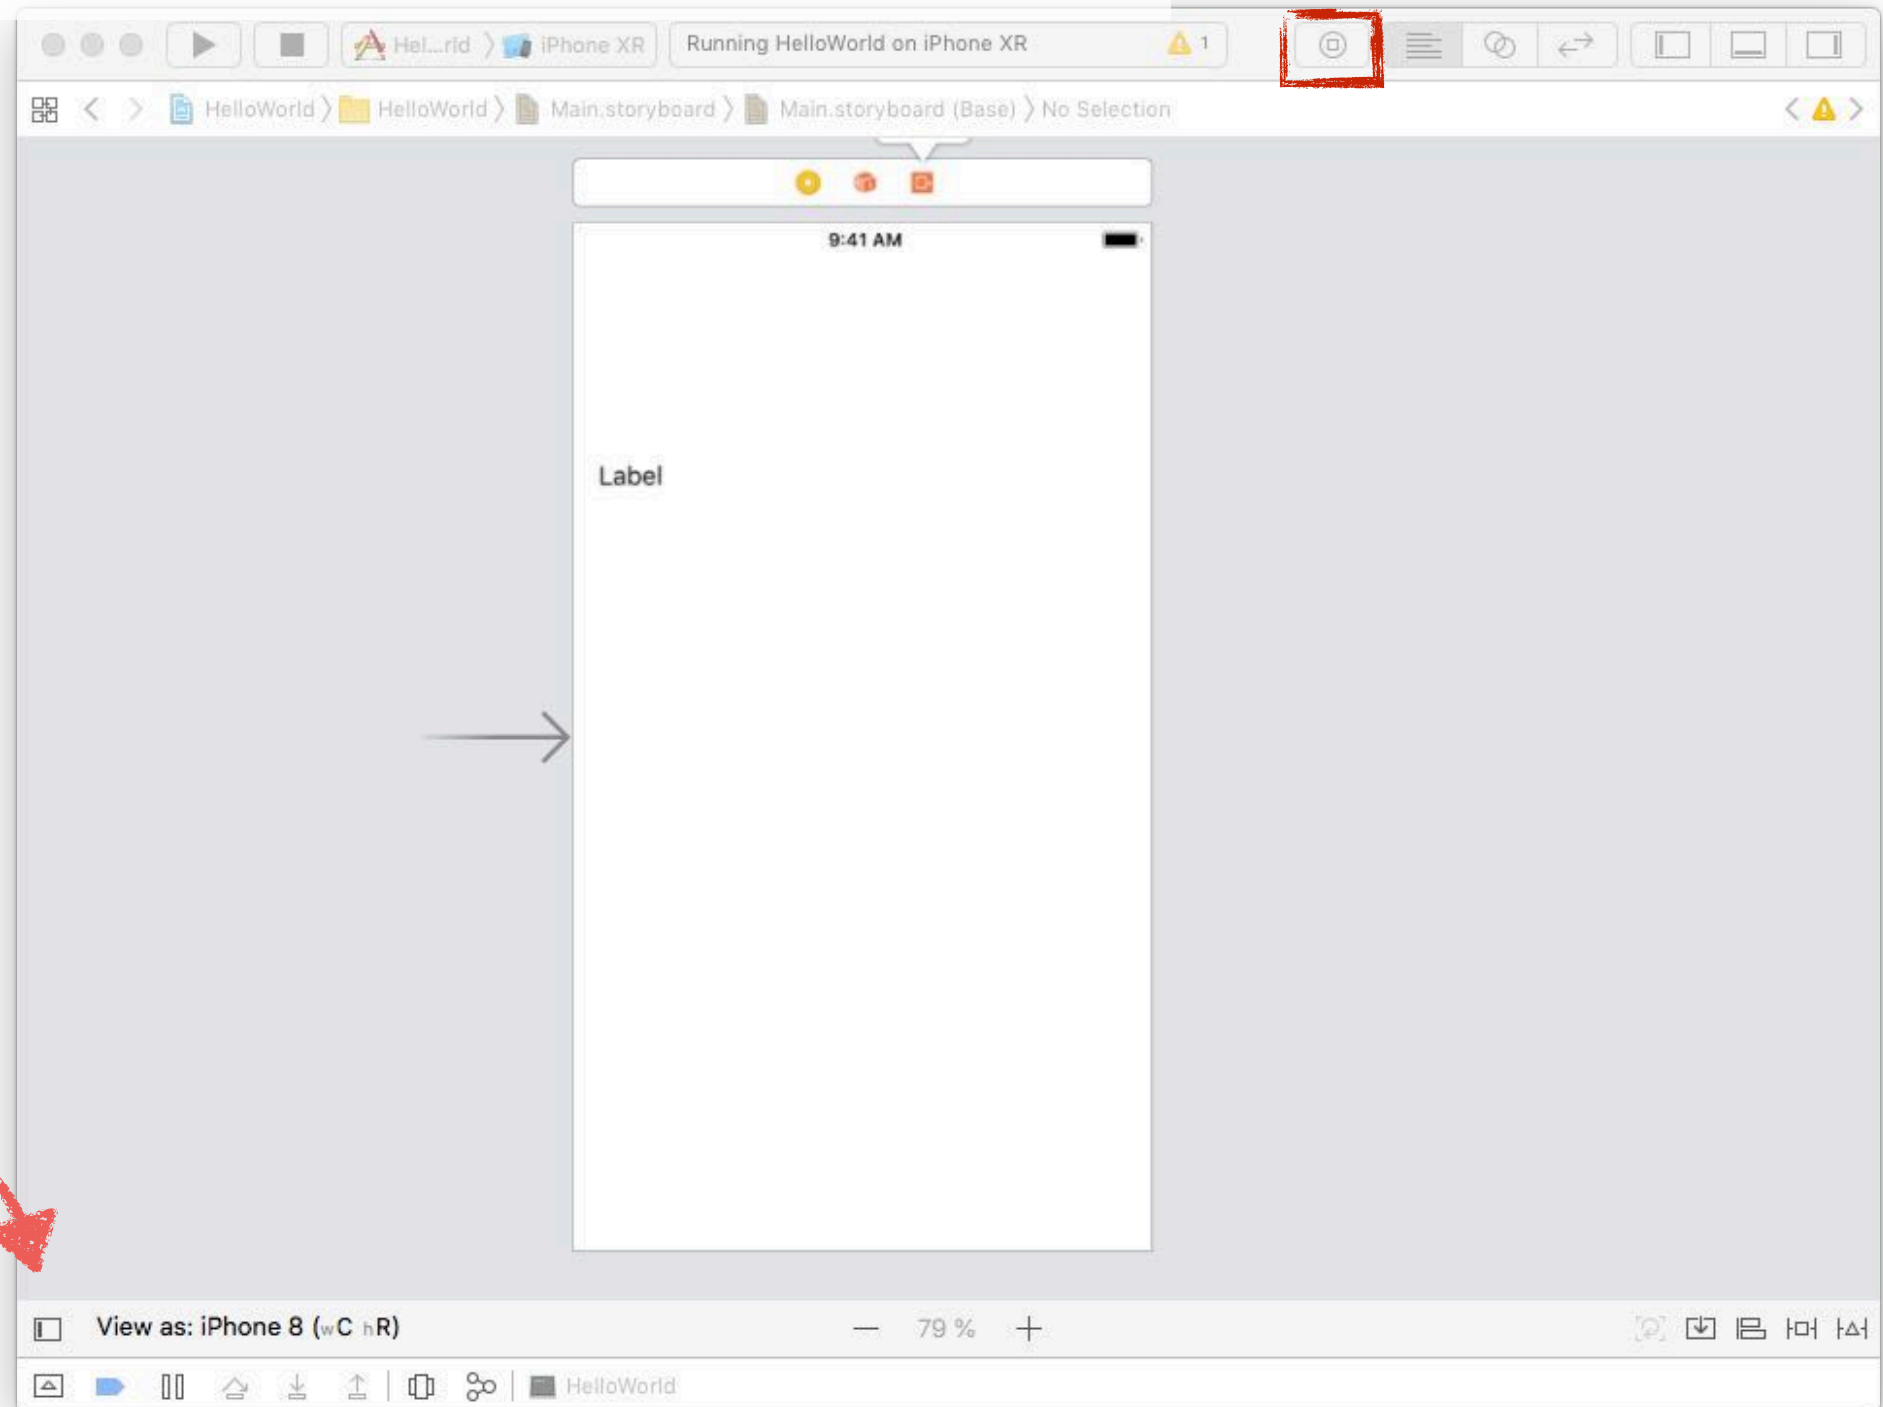 Hel...rid 〉 iPhone XR
Running HelloWorld on iPhone XR
1
HelloWorld 〉 HelloWorld 〉 Main.storyboard 〉 Main.storyboard (Base) 〉 No Selection
9:41 AM
Label
View as: iPhone 8 (wC hR)
79 %
HelloWorld